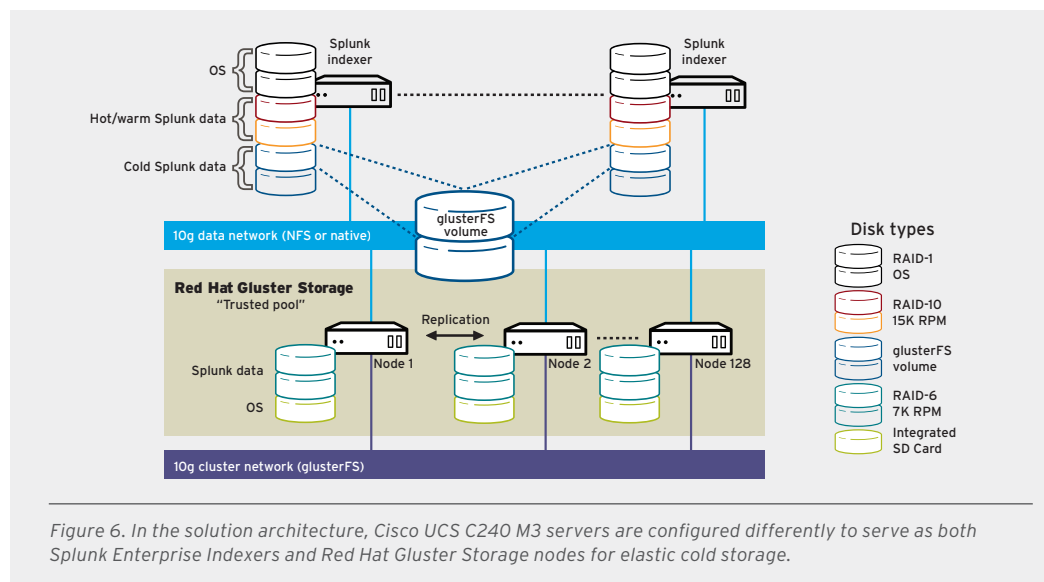 Splunk
indexer
Splunk
indexer
OS
Hot/warm Splunk data
Cold Splunk data
glusterFS
volume
10g data network (NFS or native)
Red Hat Gluster Storage
“Trusted pool”
Replication
Node 1
Node 2
Node 128
Splunk data
OS
10g cluster network (glusterFS)
Disk types
RAID-1
OS
RAID-10
15K RPM
glusterFS
volume
RAID-6
7K RPM
Integrated
SD Card
Figure 6. In the solution architecture, Cisco UCS C240 M3 servers are configured differently to serve as both
Splunk Enterprise Indexers and Red Hat Gluster Storage nodes for elastic cold storage.